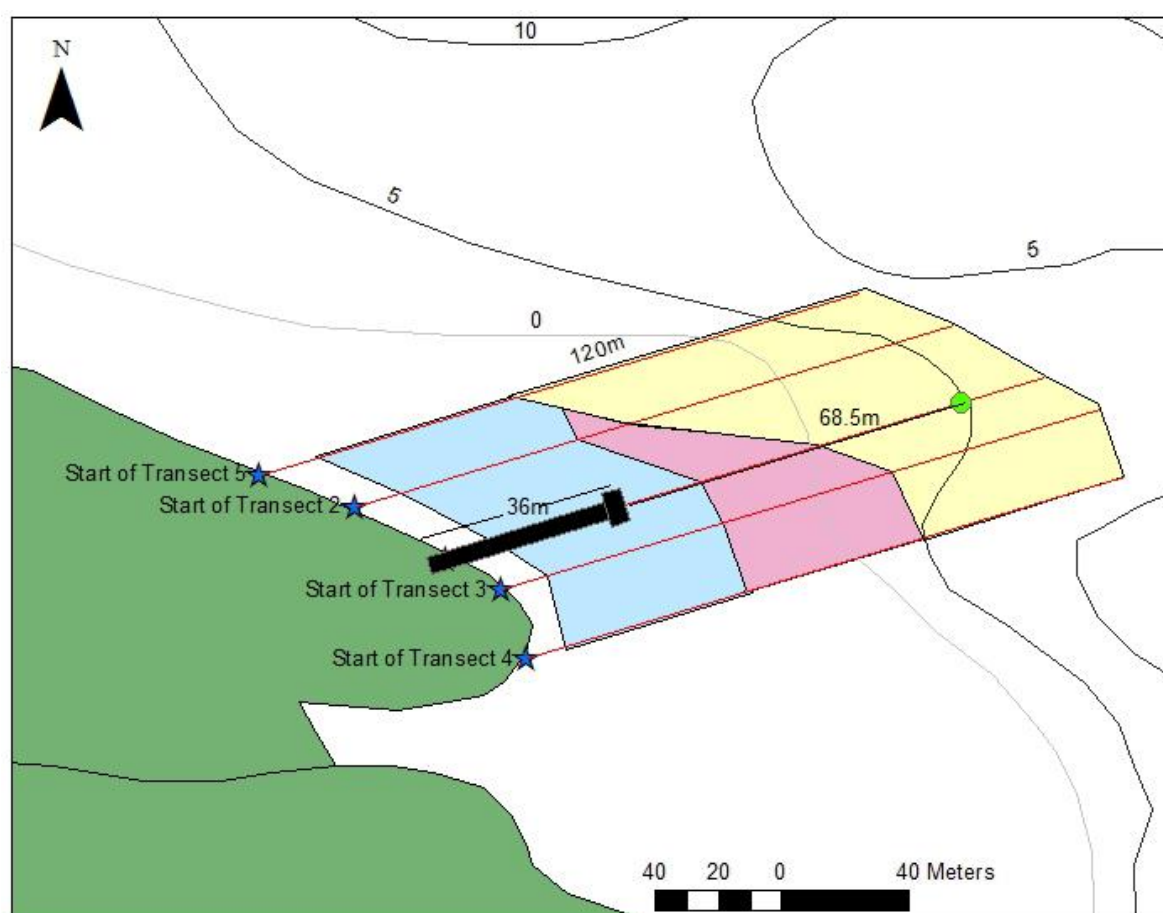 N
10
5
5
0
120m
68.5m
Start of Transect 5
Start of Transect 2
36m
Start of Transect 3
Start of Transect 4
40 20 0 40 Meters